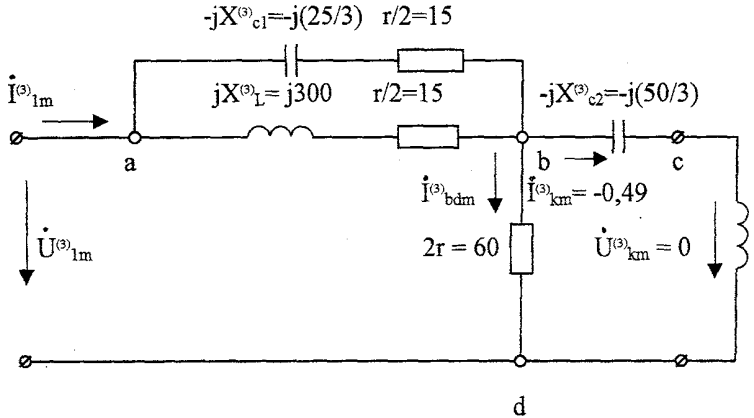 -jX⁽³⁾c1=-j(25/3) r/2=15
İ⁽³⁾1m
jX⁽³⁾L= j300 r/2=15
-jX⁽³⁾c2=-j(50/3)
a
b
c
İ⁽³⁾bdm
İ⁽³⁾km= -0,49
U̇⁽³⁾1m
2r = 60
U̇⁽³⁾km = 0
d